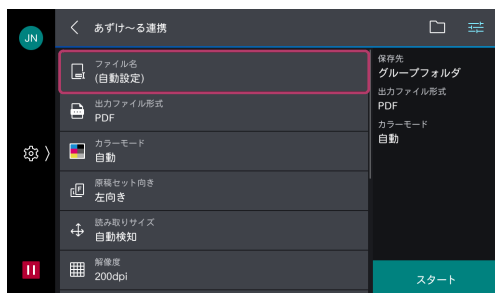 JN
あずけ~る連携
ファイル名
(自動設定)
出力ファイル形式
PDF
カラーモード
自動
原稿セット向き
左向き
読み取りサイズ
自動検知
解像度
200dpi
保存先
グループフォルダ
出力ファイル形式
PDF
カラーモード
自動
スタート